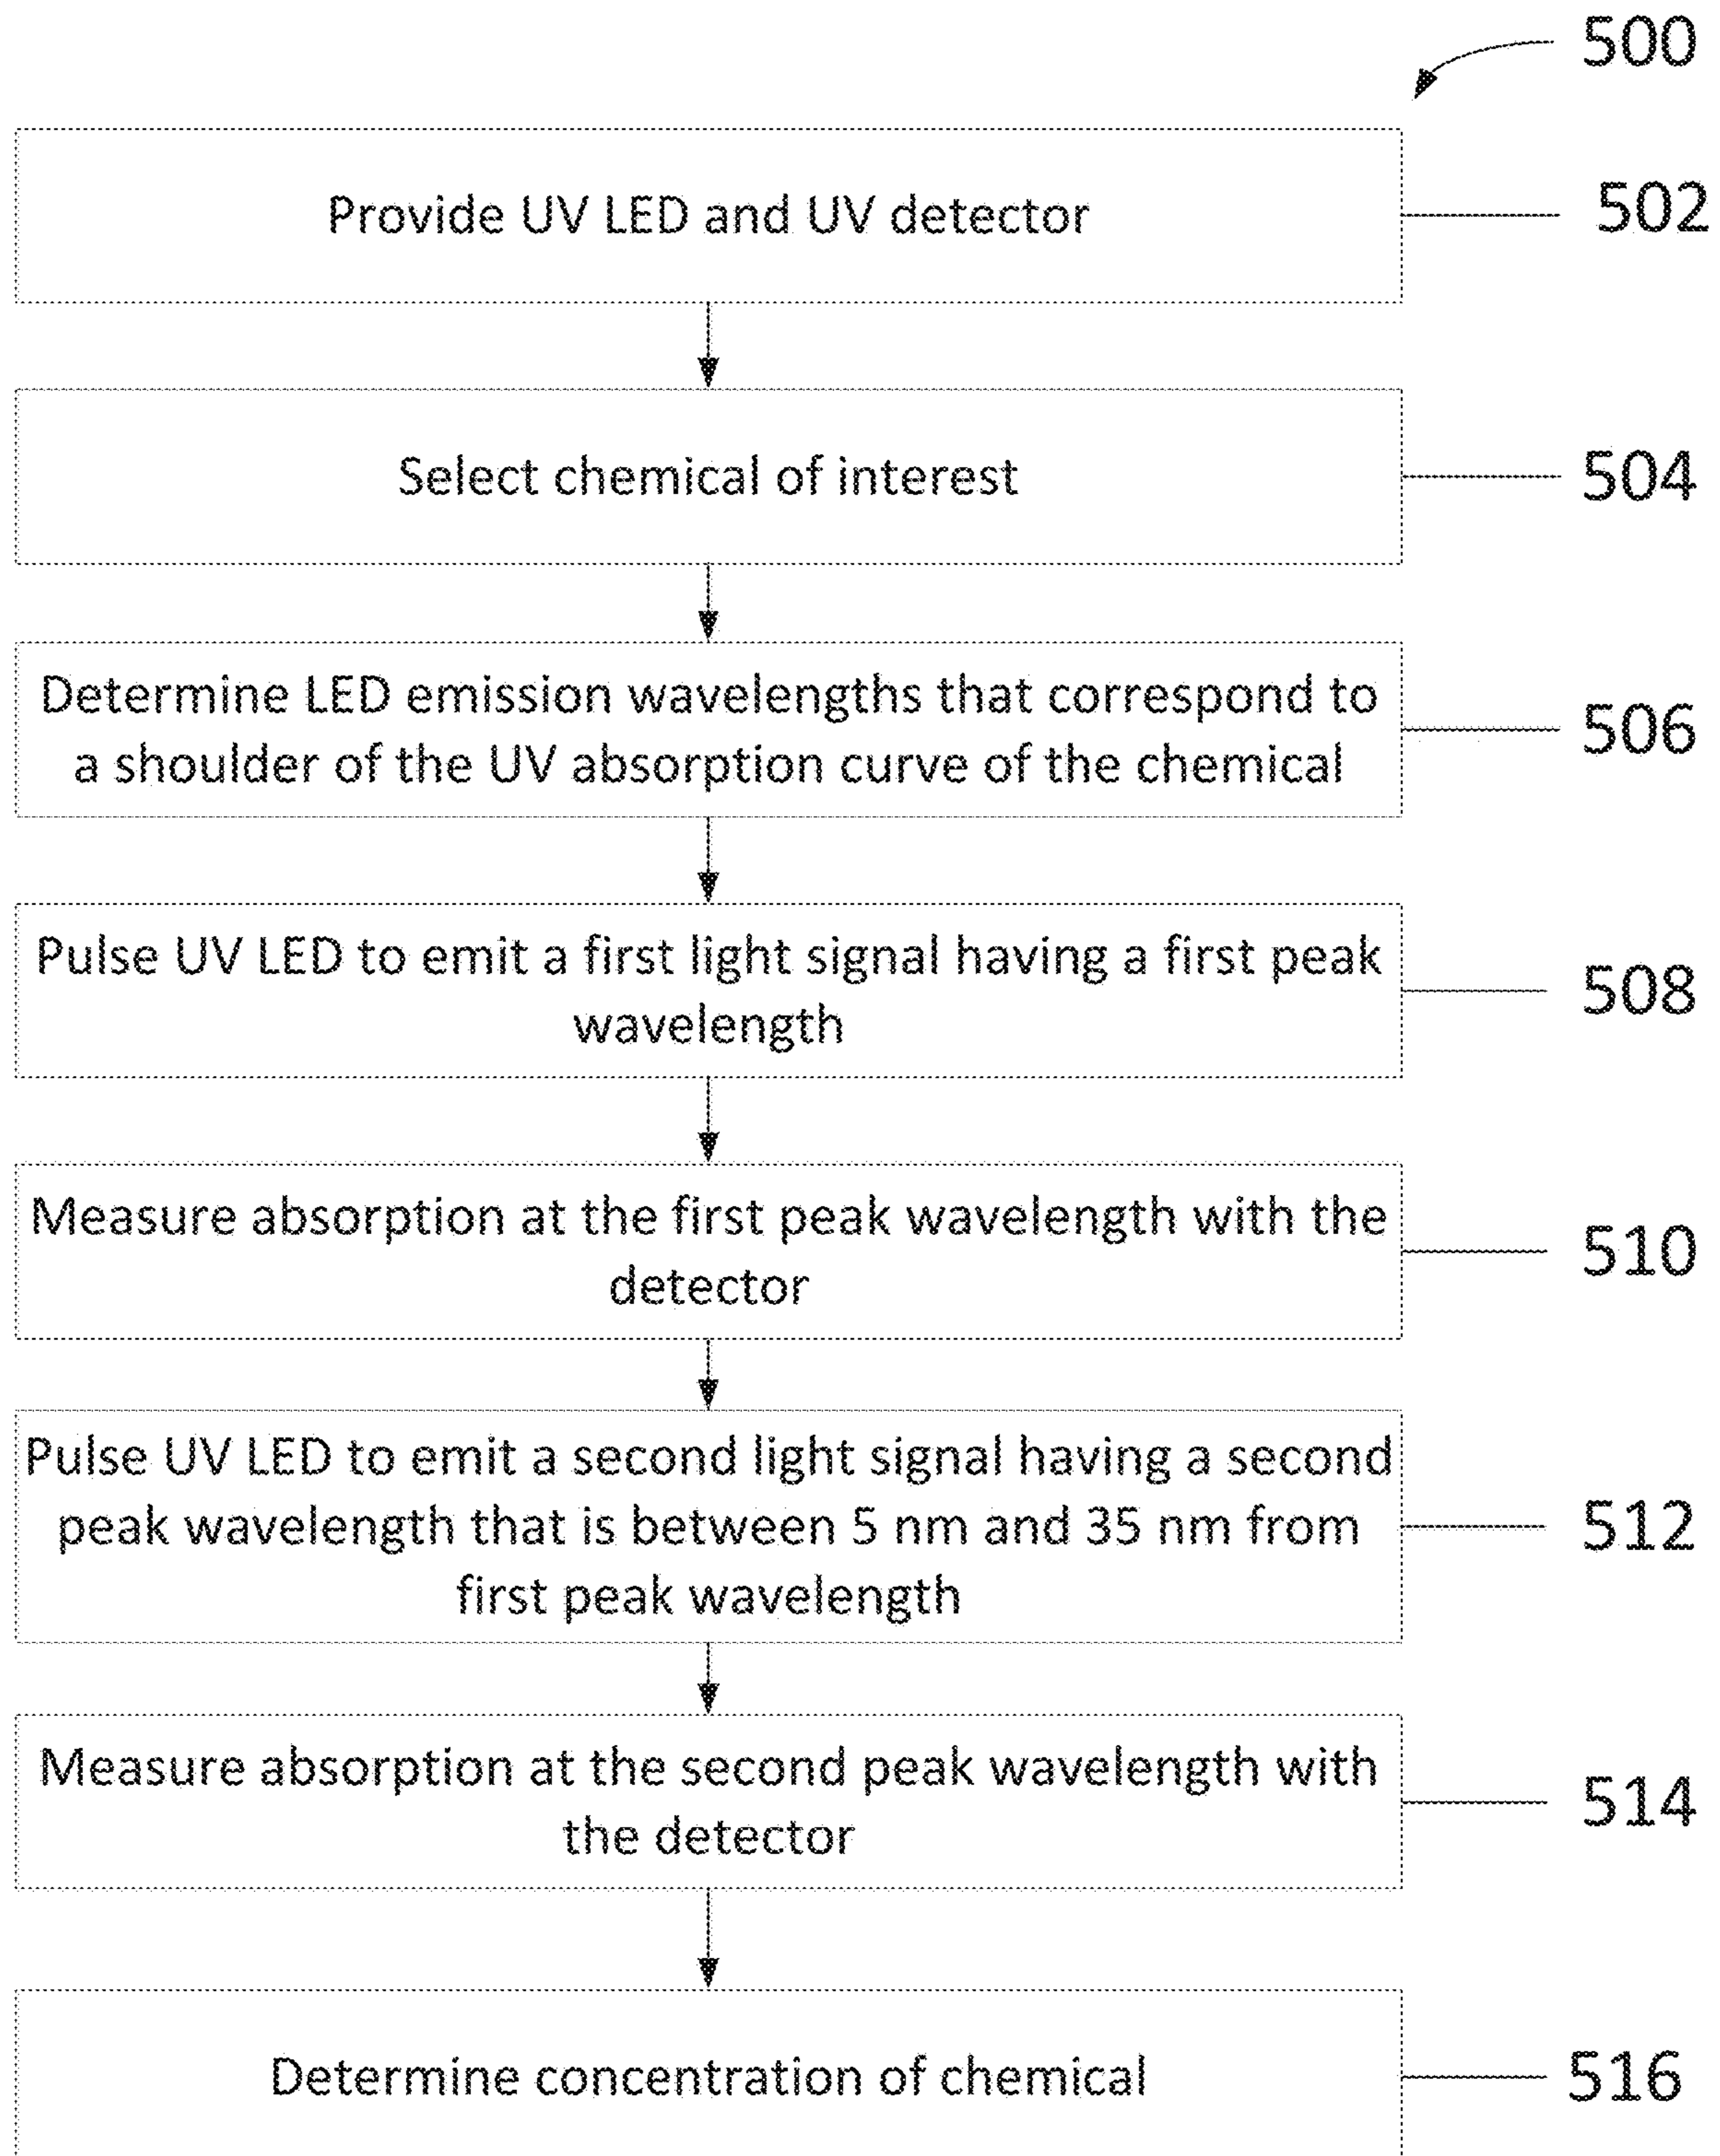 500
Provide UV LED and UV detector
502
Select chemical of interest
504
Determine LED emission wavelengths that correspond to
a shoulder of the UV absorption curve of the chemical
506
Pulse UV LED to emit a first light signal having a first peak
wavelength
508
Measure absorption at the first peak wavelength with the
detector
510
Pulse UV LED to emit a second light signal having a second
peak wavelength that is between 5 nm and 35 nm from
first peak wavelength
512
Measure absorption at the second peak wavelength with
the detector
514
Determine concentration of chemical
516